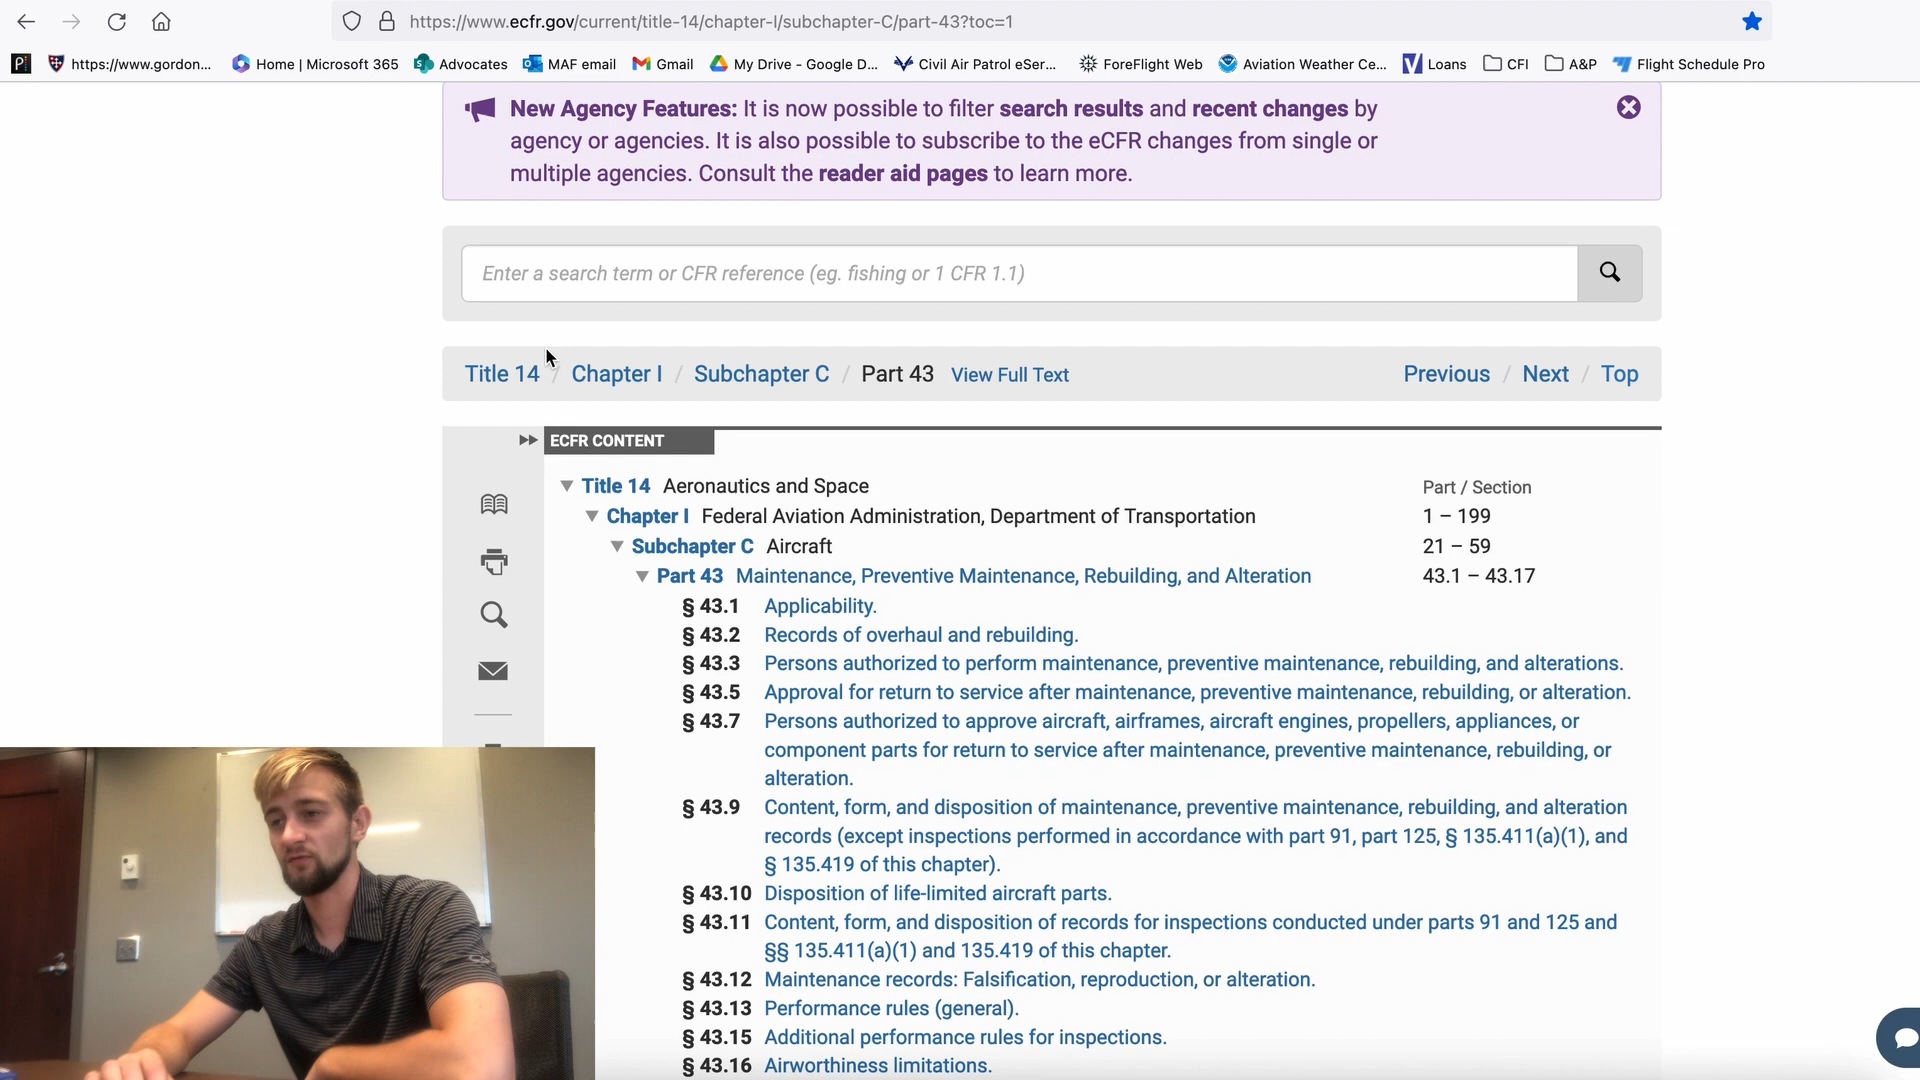 https://www.ecfr.gov/current/title-14/chapter-I/subchapter-C/part-43?toc=1
P https://www.gordon... Home | Microsoft 365 Advocates MAF email Gmail My Drive - Google D... Civil Air Patrol eSer... ForeFlight Web Aviation Weather Ce... Loans CFI A&P Flight Schedule Pro
New Agency Features: It is now possible to filter search results and recent changes by
agency or agencies. It is also possible to subscribe to the eCFR changes from single or
multiple agencies. Consult the reader aid pages to learn more.
Enter a search term or CFR reference (eg. fishing or 1 CFR 1.1)
Title 14 / Chapter I / Subchapter C / Part 43 View Full Text Previous / Next / Top
ECFR CONTENT
Title 14 Aeronautics and Space Part / Section
Chapter I Federal Aviation Administration, Department of Transportation 1 – 199
Subchapter C Aircraft 21 – 59
Part 43 Maintenance, Preventive Maintenance, Rebuilding, and Alteration 43.1 – 43.17
§ 43.1 Applicability.
§ 43.2 Records of overhaul and rebuilding.
§ 43.3 Persons authorized to perform maintenance, preventive maintenance, rebuilding, and alterations.
§ 43.5 Approval for return to service after maintenance, preventive maintenance, rebuilding, or alteration.
§ 43.7 Persons authorized to approve aircraft, airframes, aircraft engines, propellers, appliances, or
component parts for return to service after maintenance, preventive maintenance, rebuilding, or
alteration.
§ 43.9 Content, form, and disposition of maintenance, preventive maintenance, rebuilding, and alteration
records (except inspections performed in accordance with part 91, part 125, § 135.411(a)(1), and
§ 135.419 of this chapter).
§ 43.10 Disposition of life-limited aircraft parts.
§ 43.11 Content, form, and disposition of records for inspections conducted under parts 91 and 125 and
§§ 135.411(a)(1) and 135.419 of this chapter.
§ 43.12 Maintenance records: Falsification, reproduction, or alteration.
§ 43.13 Performance rules (general).
§ 43.15 Additional performance rules for inspections.
§ 43.16 Airworthiness limitations.